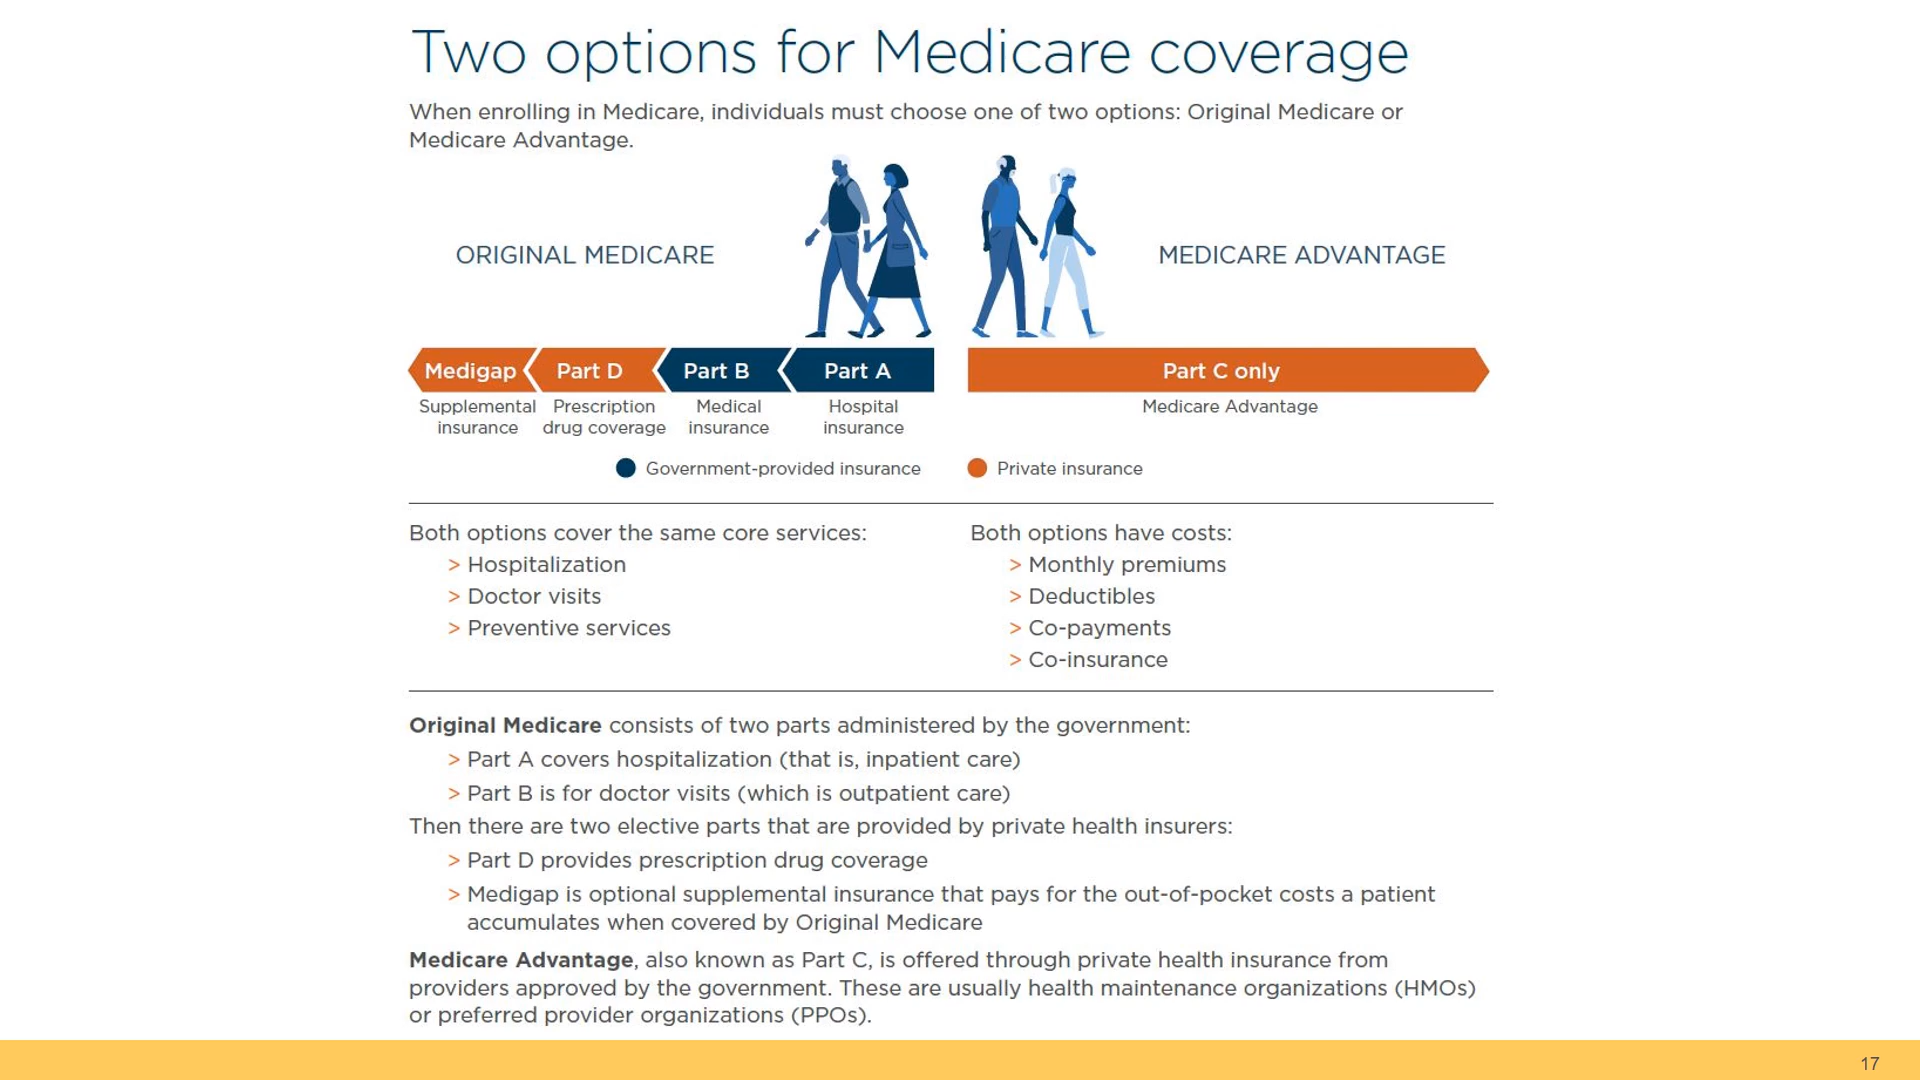 Two options for Medicare coverage
When enrolling in Medicare, individuals must choose one of two options: Original Medicare or
Medicare Advantage.
ORIGINAL MEDICARE
MEDICARE ADVANTAGE
Medigap
Part D
Part B
Part A
Part C only
Supplemental
insurance
Prescription
drug coverage
Medical
insurance
Hospital
insurance
Medicare Advantage
Government-provided insurance
Private insurance
Both options cover the same core services:
> Hospitalization
> Doctor visits
> Preventive services
Both options have costs:
> Monthly premiums
> Deductibles
> Co-payments
> Co-insurance
Original Medicare consists of two parts administered by the government:
> Part A covers hospitalization (that is, inpatient care)
> Part B is for doctor visits (which is outpatient care)
Then there are two elective parts that are provided by private health insurers:
> Part D provides prescription drug coverage
> Medigap is optional supplemental insurance that pays for the out-of-pocket costs a patient
accumulates when covered by Original Medicare
Medicare Advantage, also known as Part C, is offered through private health insurance from
providers approved by the government. These are usually health maintenance organizations (HMOs)
or preferred provider organizations (PPOs).
17